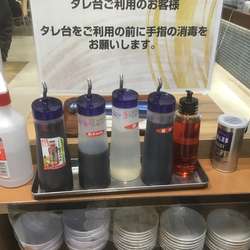 タレ台ご利用のお客様
タレ台をご利用の前に手指の消毒を
お願いします。